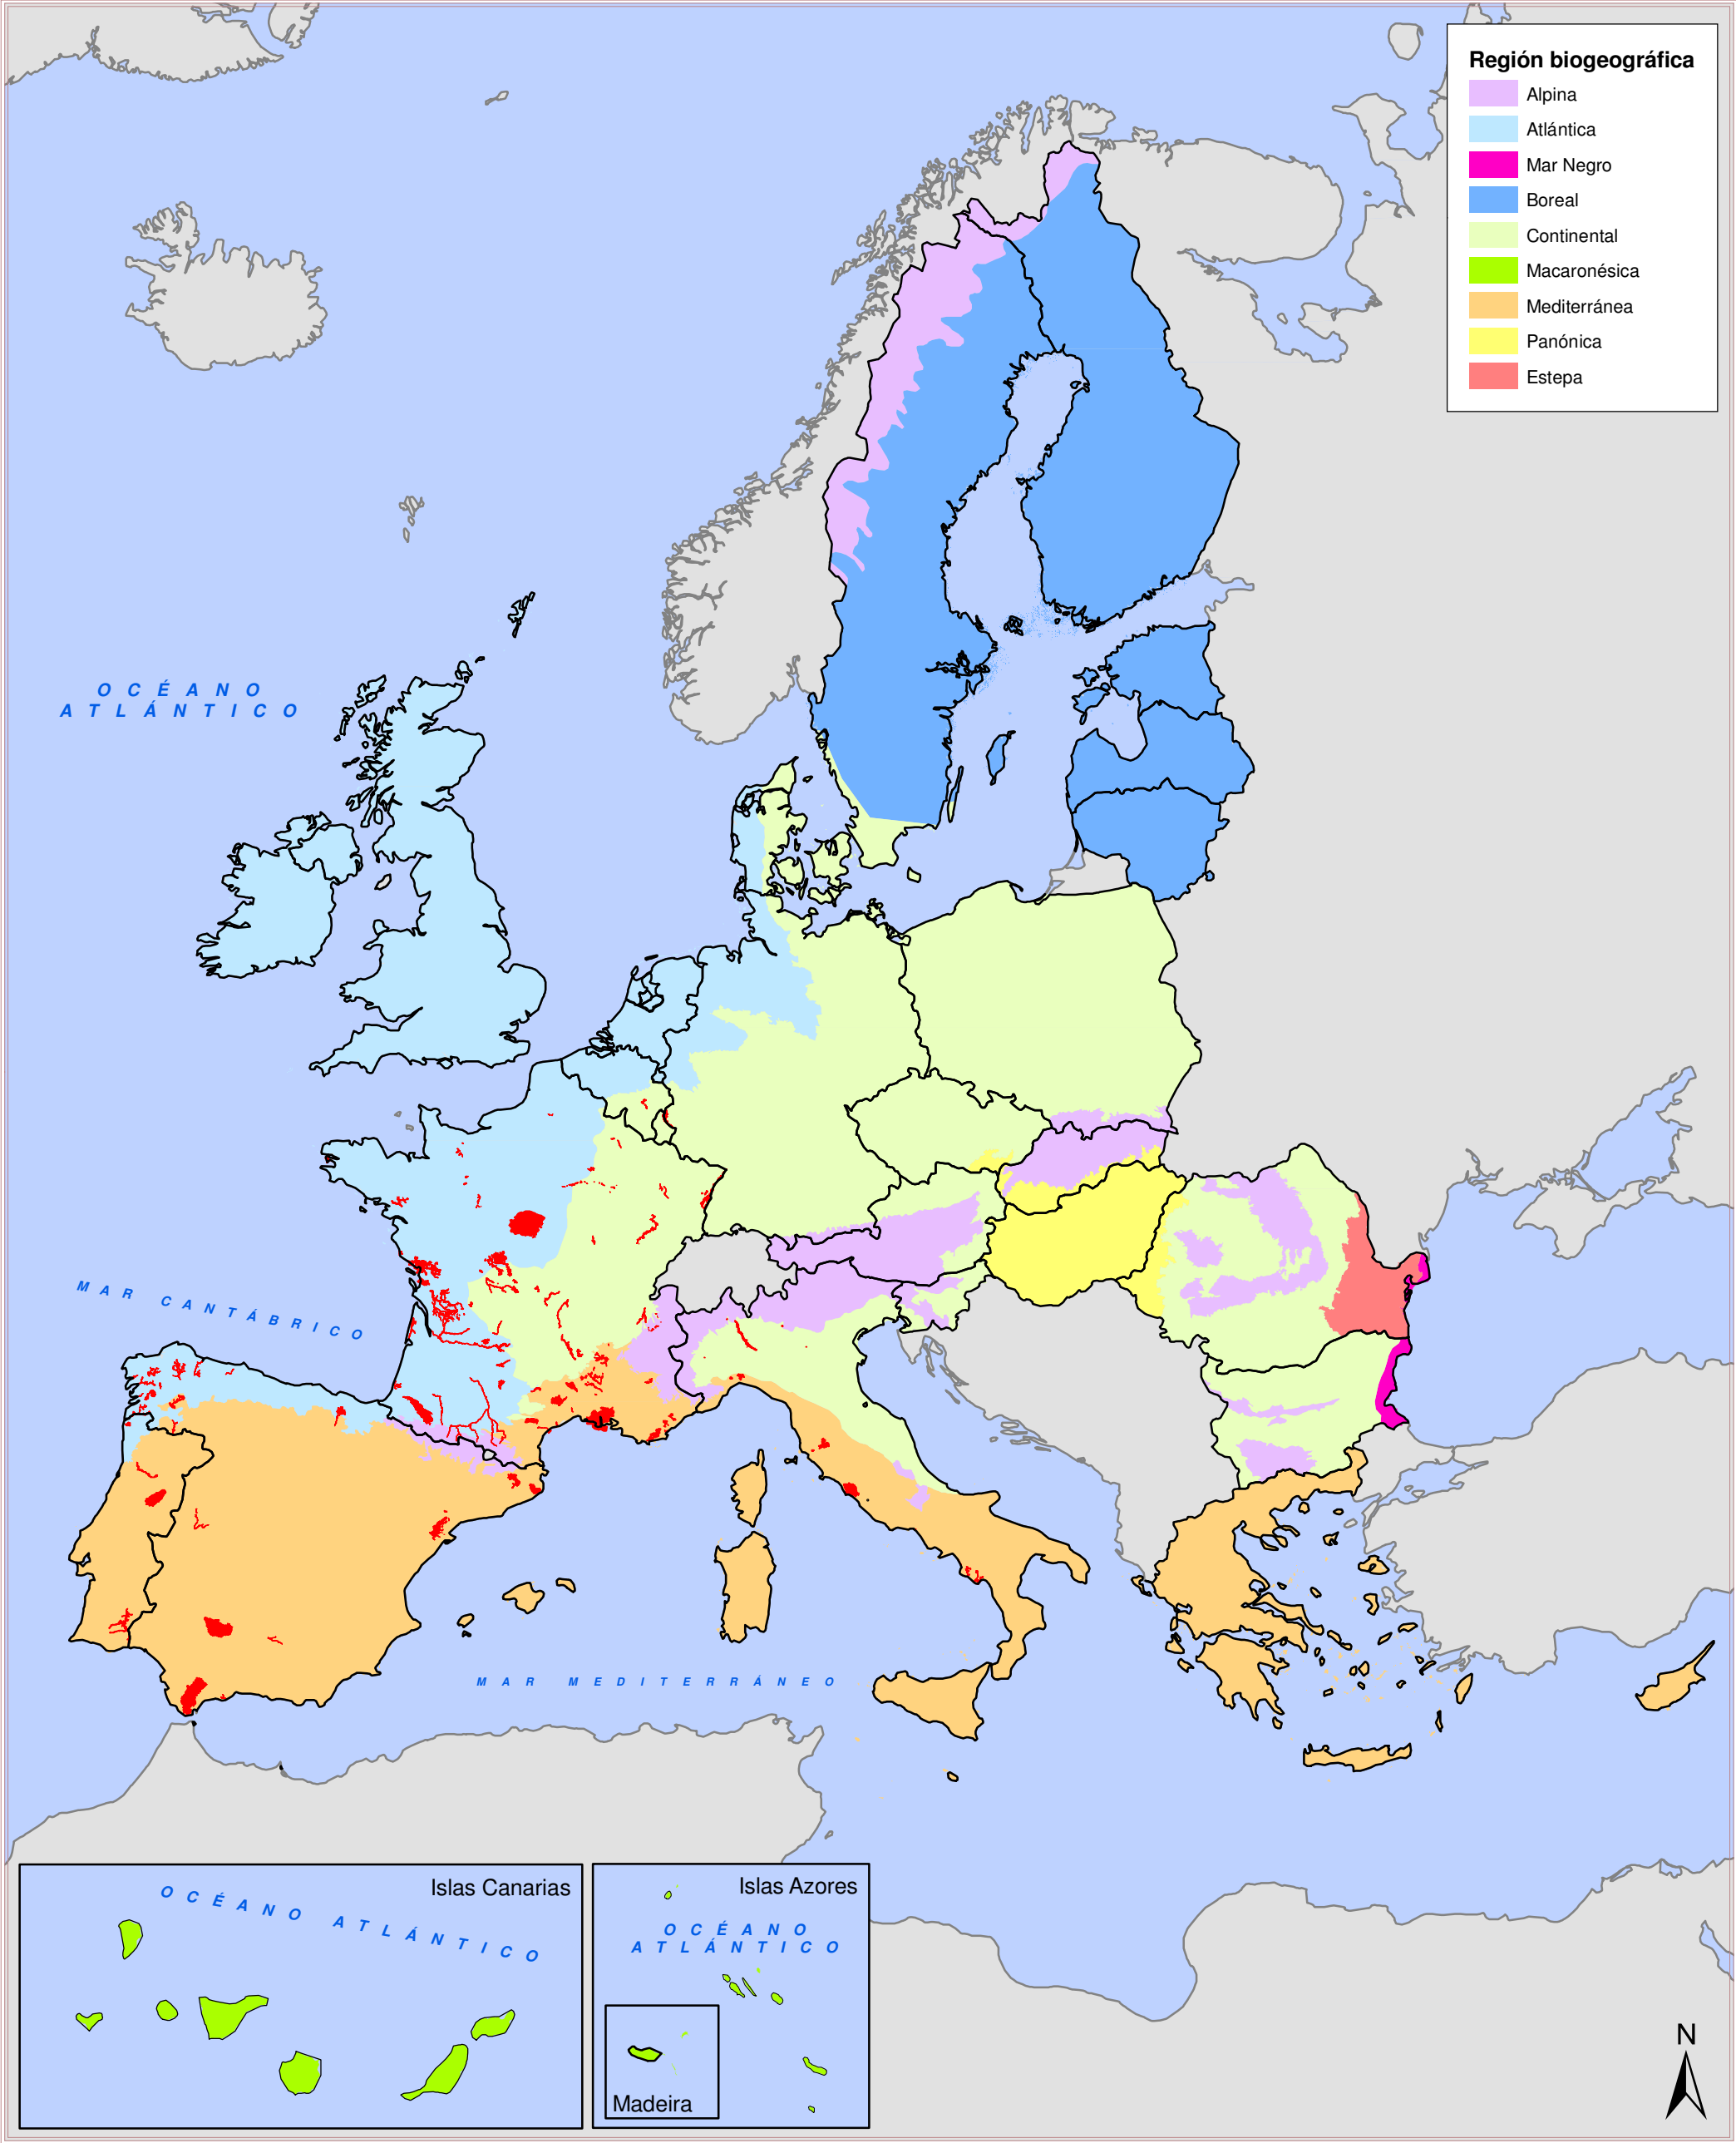 Región biogeográfica
Alpina
Atlántica
Mar Negro
Boreal
Continental
Macaronésica
Mediterránea
Panónica
Estepa
OCÉANO
ATLÁNTICO
MAR CANTÁBRICO
MAR MEDITERRÁNEO
Islas Canarias
OCÉANO ATLÁNTICO
Islas Azores
OCÉANO
ATLÁNTICO
Madeira
N